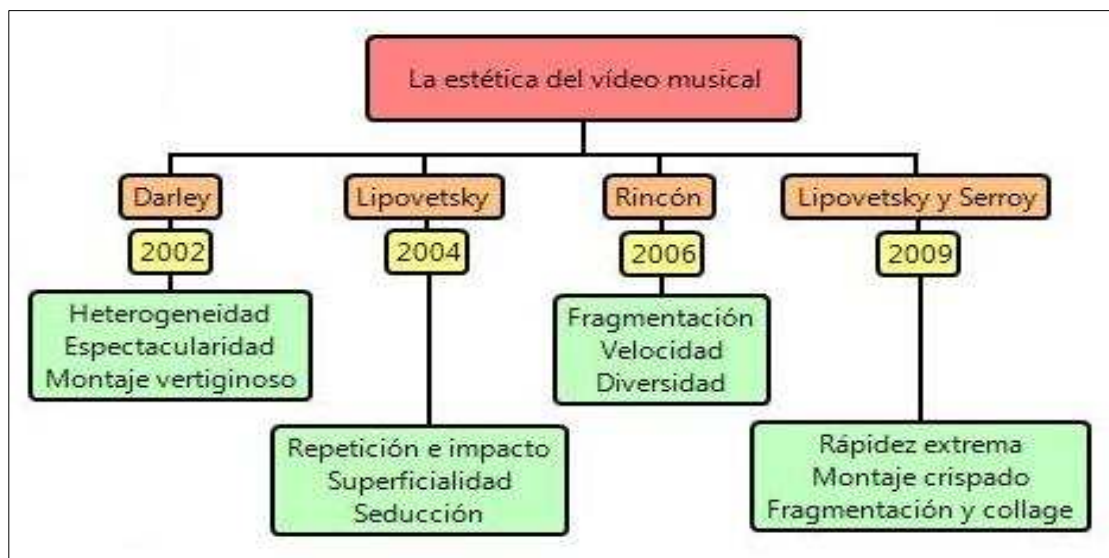 La estética del vídeo musical
Darley
Lipovetsky
Rincón
Lipovetsky y Serroy
2002
2004
2006
2009
Heterogeneidad
Espectacularidad
Montaje vertiginoso
Fragmentación
Velocidad
Diversidad
Repetición e impacto
Superficialidad
Seducción
Rápidez extrema
Montaje crispado
Fragmentación y collage